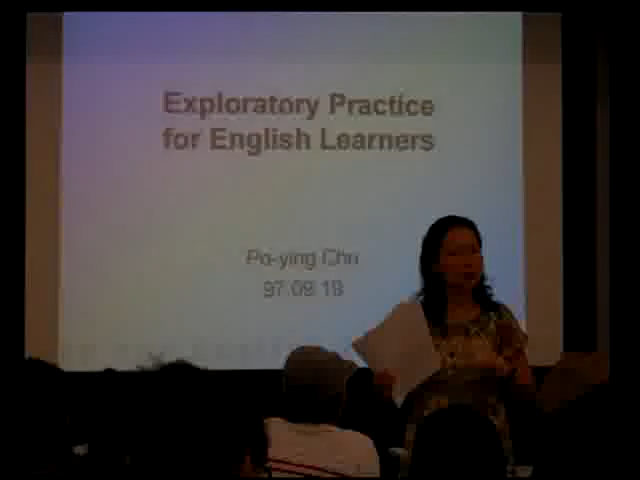 Exploratory Practice
for English Learners
Po-ying Chu
97.09.18